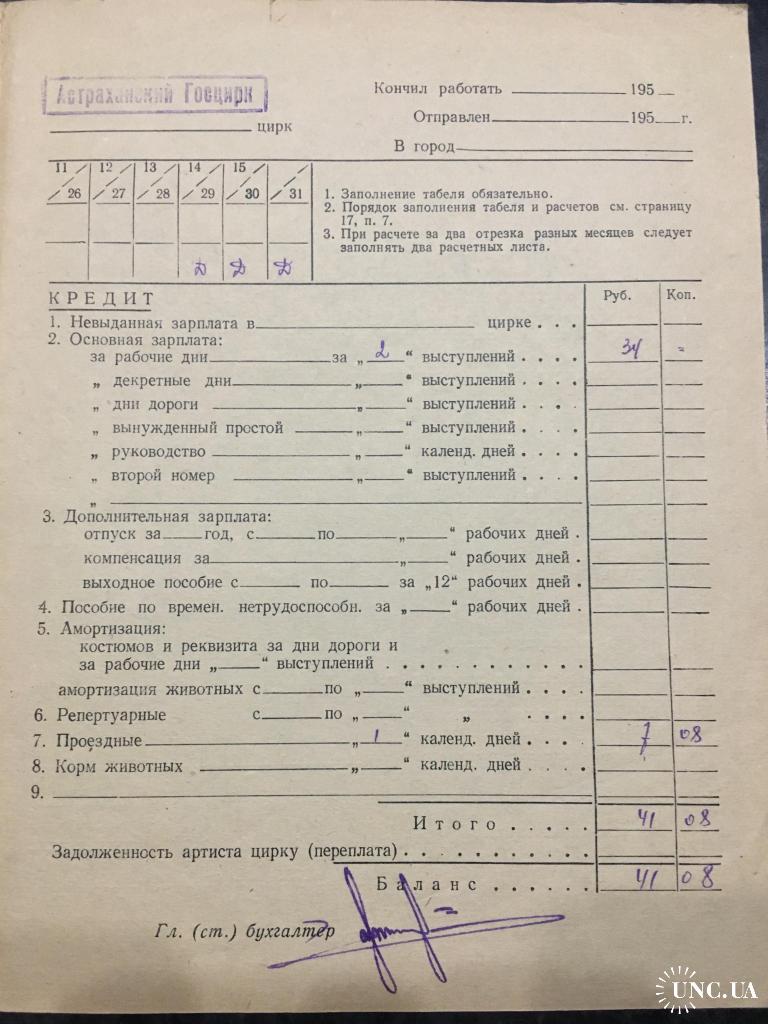 Астраханский Госцирк
Кончил работать 195
цирк
Отправлен 195 г.
В город
11 12 13 14 15
26 27 28 29 30 31
1. Заполнение табеля обязательно.
2. Порядок заполнения табеля и расчетов см. страницу
17, п. 7.
3. При расчете за два отрезка разных месяцев следует
заполнять два расчетных листа.
Д Д Д
КРЕДИТ Руб. Коп.
1. Невыданная зарплата в цирке . . .
2. Основная зарплата:
за рабочие дни за „ 2 “ выступлений . . . . 34 =
„ декретные дни „ “ выступлений . . . .
„ дни дороги „ “ выступлений . . . .
„ вынужденный простой „ “ выступлений . . . .
„ руководство „ “ календ. дней . . . .
„ второй номер „ “ выступлений . . . .
„
3. Дополнительная зарплата:
отпуск за год, с по „ “ рабочих дней .
компенсация за „ “ рабочих дней .
выходное пособие с по за „12“ рабочих дней .
4. Пособие по времен. нетрудоспособн. за „ “ рабочих дней .
5. Амортизация:
костюмов и реквизита за дни дороги и
за рабочие дни „ “ выступлений . . . . . . . . . . . .
амортизация животных с по „ “ выступлений . . . .
6. Репертуарные с по „ “ „ . . . .
7. Проездные „ 1 “ календ. дней . . . . 7 08
8. Корм животных „ “ календ. дней . . . .
9.
Итого . . . . . 41 08
Задолженность артиста цирку (переплата) . . . . . . . . . . .
Баланс . . . . . . 41 08
Гл. (ст.) бухгалтер
UNC.UA